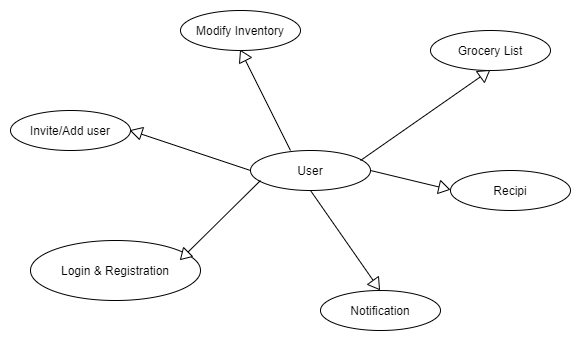 Modify Inventory
Grocery List
Invite/Add user
User
Recipi
Login & Registration
Notification